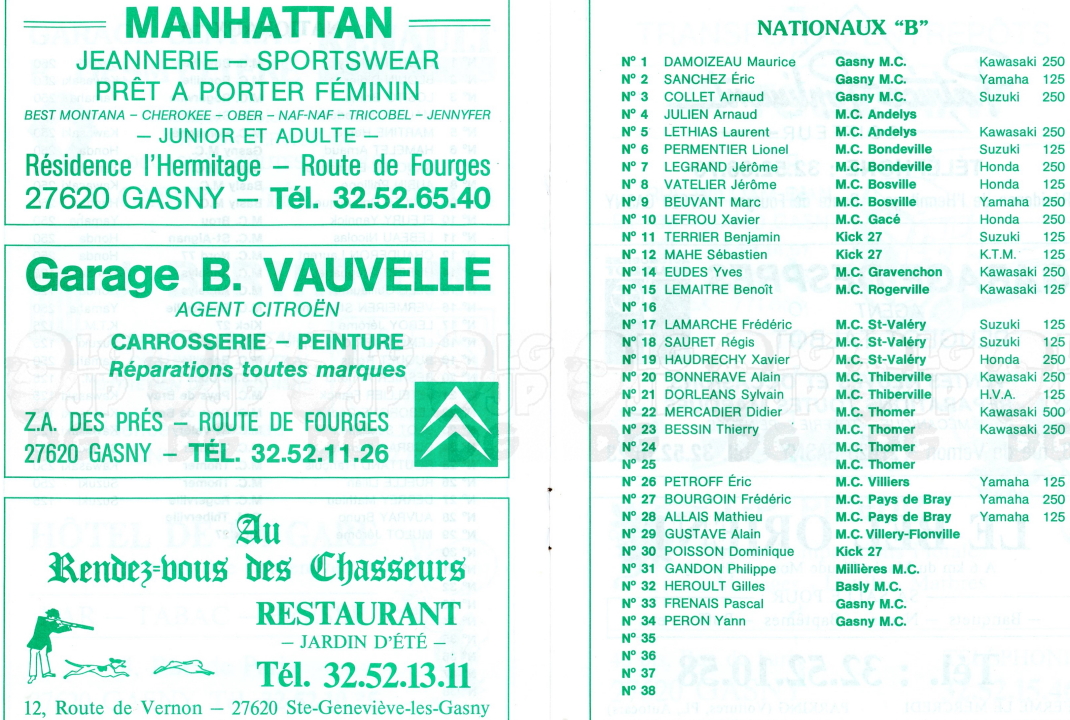 MANHATTAN
JEANNERIE – SPORTSWEAR
PRÊT A PORTER FÉMININ
BEST MONTANA – CHEROKEE – OBER – NAF-NAF – TRICOBEL – JENNYFER
– JUNIOR ET ADULTE –
Résidence l'Hermitage – Route de Fourges
27620 GASNY – Tél. 32.52.65.40
Garage B. VAUVELLE
AGENT CITROËN
CARROSSERIE – PEINTURE
Réparations toutes marques
Z.A. DES PRÉS – ROUTE DE FOURGES
27620 GASNY – TÉL. 32.52.11.26
Au
Rendez-vous des Chasseurs
RESTAURANT
– JARDIN D'ÉTÉ –
Tél. 32.52.13.11
12, Route de Vernon – 27620 Ste-Geneviève-les-Gasny
NATIONAUX "B"
N° 1 DAMOIZEAU Maurice Gasny M.C. Kawasaki 250
N° 2 SANCHEZ Éric Gasny M.C. Yamaha 125
N° 3 COLLET Arnaud Gasny M.C. Suzuki 250
N° 4 JULIEN Arnaud M.C. Andelys
N° 5 LETHIAS Laurent M.C. Andelys Kawasaki 250
N° 6 PERMENTIER Lionel M.C. Bondeville Suzuki 125
N° 7 LEGRAND Jérôme M.C. Bondeville Honda 250
N° 8 VATELIER Jérôme M.C. Bosville Honda 125
N° 9 BEUVANT Marc M.C. Bosville Yamaha 250
N° 10 LEFROU Xavier M.C. Gacé Honda 250
N° 11 TERRIER Benjamin Kick 27 Suzuki 125
N° 12 MAHE Sébastien Kick 27 K.T.M. 125
N° 14 EUDES Yves M.C. Gravenchon Kawasaki 250
N° 15 LEMAITRE Benoît M.C. Rogerville Kawasaki 125
N° 16
N° 17 LAMARCHE Frédéric M.C. St-Valéry Suzuki 125
N° 18 SAURET Régis M.C. St-Valéry Suzuki 125
N° 19 HAUDRECHY Xavier M.C. St-Valéry Honda 250
N° 20 BONNERAVE Alain M.C. Thiberville Kawasaki 250
N° 21 DORLEANS Sylvain M.C. Thiberville H.V.A. 125
N° 22 MERCADIER Didier M.C. Thomer Kawasaki 500
N° 23 BESSIN Thierry M.C. Thomer Kawasaki 250
N° 24 M.C. Thomer
N° 25 M.C. Thomer
N° 26 PETROFF Éric M.C. Villiers Yamaha 125
N° 27 BOURGOIN Frédéric M.C. Pays de Bray Yamaha 250
N° 28 ALLAIS Mathieu M.C. Pays de Bray Yamaha 125
N° 29 GUSTAVE Alain M.C. Villery-Flonville
N° 30 POISSON Dominique Kick 27
N° 31 GANDON Philippe Millières M.C.
N° 32 HEROULT Gilles Basly M.C.
N° 33 FRENAIS Pascal Gasny M.C.
N° 34 PERON Yann Gasny M.C.
N° 35
N° 36
N° 37
N° 38